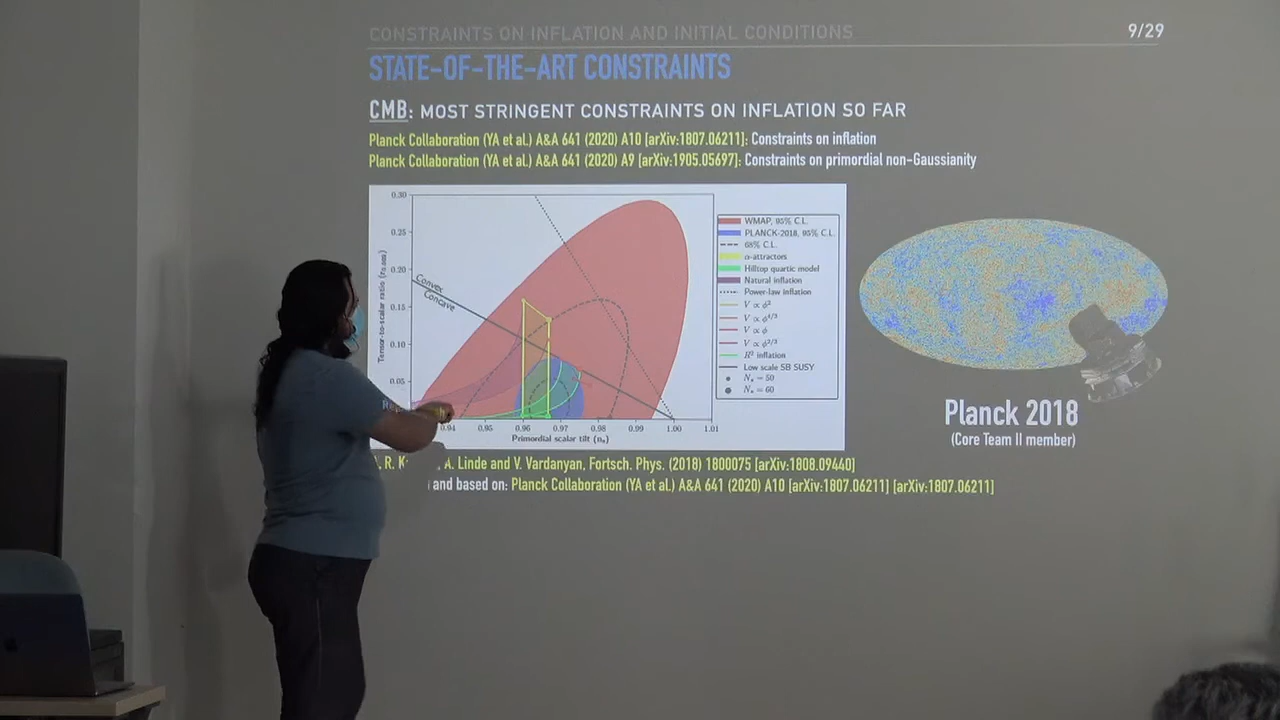 CONSTRAINTS ON INFLATION AND INITIAL CONDITIONS
9/29
STATE-OF-THE-ART CONSTRAINTS
CMB: MOST STRINGENT CONSTRAINTS ON INFLATION SO FAR
Planck Collaboration (YA et al.) A&A 641 (2020) A10 [arXiv:1807.06211]: Constraints on inflation
Planck Collaboration (YA et al.) A&A 641 (2020) A9 [arXiv:1905.05697]: Constraints on primordial non-Gaussianity
0.30
0.25
0.20
0.15
0.10
0.05
Tensor-to-scalar ratio
Convex
Concave
0.94
0.95
0.96
0.97
0.98
0.99
1.00
1.01
Primordial scalar tilt (nₛ)
WMAP, 95% C.L.
PLANCK-2018, 95% C.L.
68% C.L.
α-attractors
Hilltop quartic model
Natural inflation
Power-law inflation
V ∝ ϕ²
V ∝ ϕ⁴ᐟ³
V ∝ ϕ
V ∝ ϕ²ᐟ³
R² inflation
Low scale SB SUSY
N∗ = 50
N∗ = 60
Planck 2018
(Core Team II member)
R. A. Linde and V. Vardanyan, Fortsch. Phys. (2018) 1800075 [arXiv:1808.09440]
and based on: Planck Collaboration (YA et al.) A&A 641 (2020) A10 [arXiv:1807.06211] [arXiv:1807.06211]